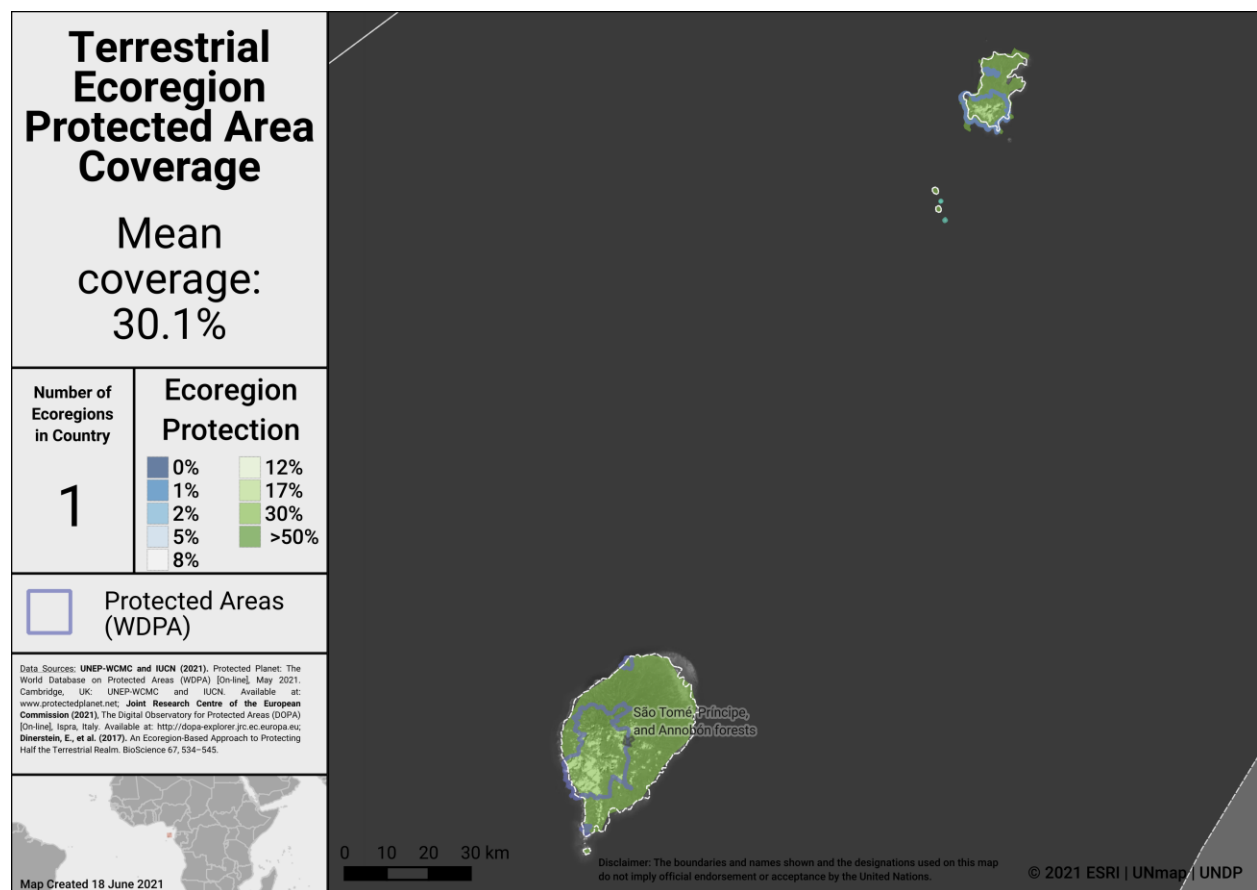 Terrestrial
Ecoregion
Protected Area
Coverage
Mean
coverage:
30.1%
Number of
Ecoregions
in Country
1
Ecoregion
Protection
0%
1%
2%
5%
8%
12%
17%
30%
>50%
Protected Areas
(WDPA)
Data Sources: UNEP-WCMC and IUCN (2021). Protected Planet: The
World Database on Protected Areas (WDPA) [On-line], May 2021.
Cambridge, UK: UNEP-WCMC and IUCN. Available at:
www.protectedplanet.net; Joint Research Centre of the European
Commission (2021), The Digital Observatory for Protected Areas (DOPA)
[On-line], Ispra, Italy. Available at: http://dopa-explorer.jrc.ec.europa.eu;
Dinerstein, E., et al. (2017). An Ecoregion-Based Approach to Protecting
Half the Terrestrial Realm. BioScience 67, 534–545.
Map Created 18 June 2021
São Tomé, Príncipe,
and Annobón forests
0 10 20 30 km
Disclaimer: The boundaries and names shown and the designations used on this map
do not imply official endorsement or acceptance by the United Nations.
© 2021 ESRI | UNmap | UNDP